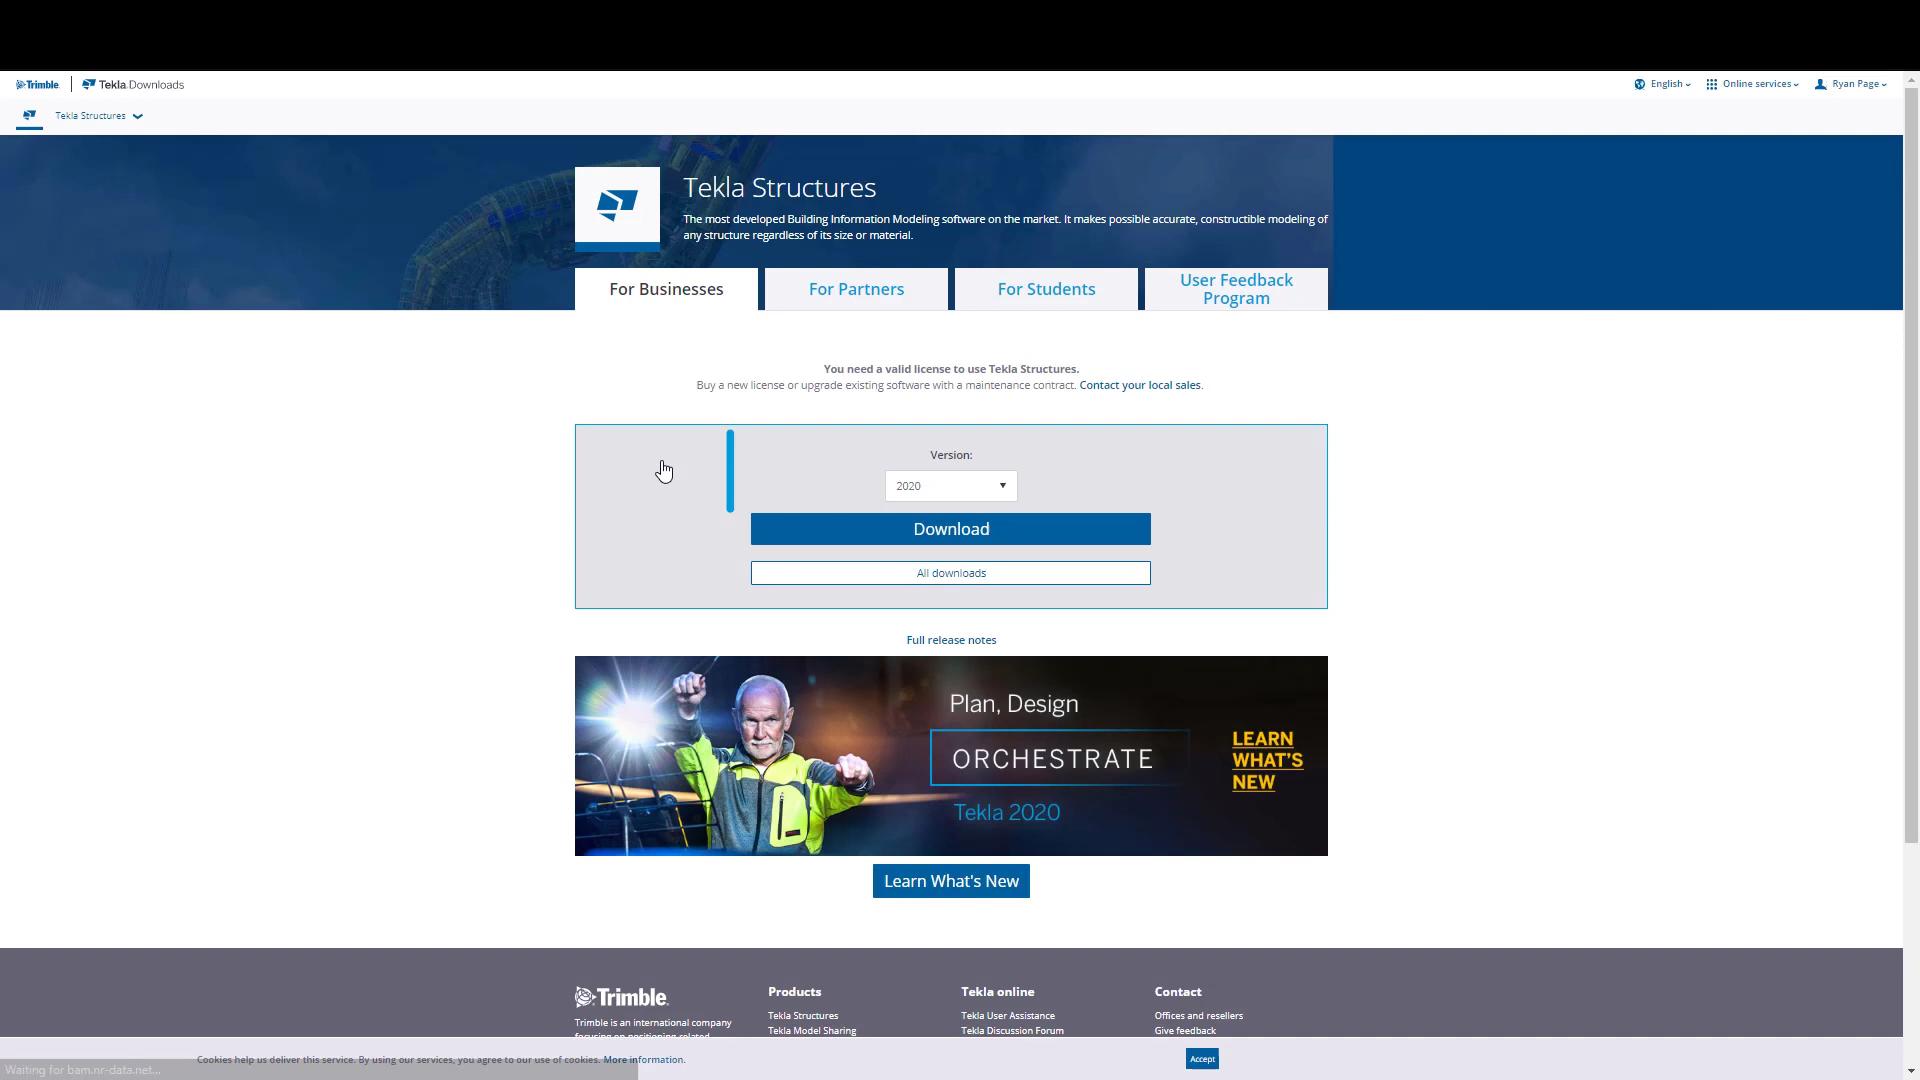 Trimble
Tekla Downloads
English
Online services
Ryan Page
Tekla Structures
Tekla Structures
The most developed Building Information Modeling software on the market. It makes possible accurate, constructible modeling of
any structure regardless of its size or material.
For Businesses
For Partners
For Students
User Feedback
Program
You need a valid license to use Tekla Structures.
Buy a new license or upgrade existing software with a maintenance contract. Contact your local sales.
Version:
2020
Download
All downloads
Full release notes
Plan, Design
ORCHESTRATE
Tekla 2020
LEARN
WHAT'S
NEW
Learn What's New
Trimble
Trimble is an international company
focusing on positioning-related
Products
Tekla Structures
Tekla Model Sharing
Tekla online
Tekla User Assistance
Tekla Discussion Forum
Contact
Offices and resellers
Give feedback
Cookies help us deliver this service. By using our services, you agree to our use of cookies. More information.
Accept
Waiting for bam.nr-data.net...